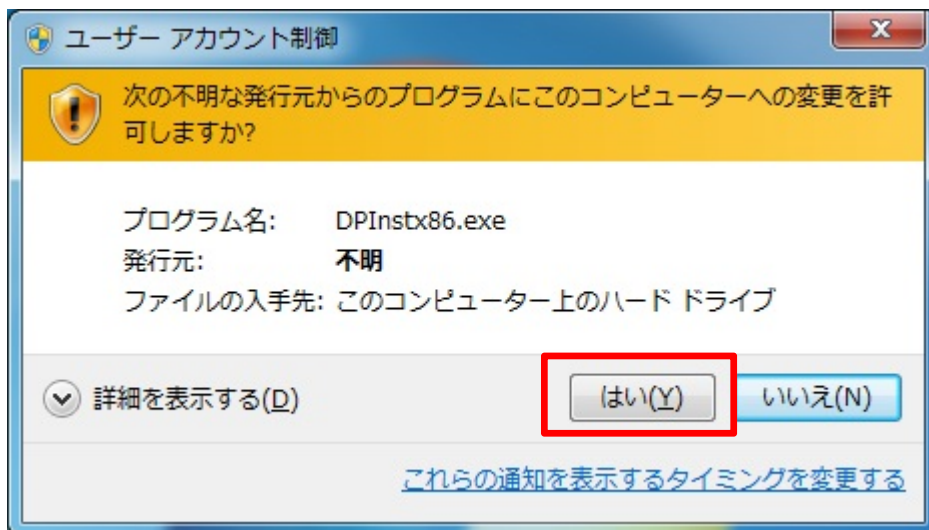 ユーザー アカウント制御
次の不明な発行元からのプログラムにこのコンピューターへの変更を許
可しますか?
プログラム名: DPInstx86.exe
発行元: 不明
ファイルの入手先: このコンピューター上のハード ドライブ
詳細を表示する(D) はい(Y) いいえ(N)
これらの通知を表示するタイミングを変更する